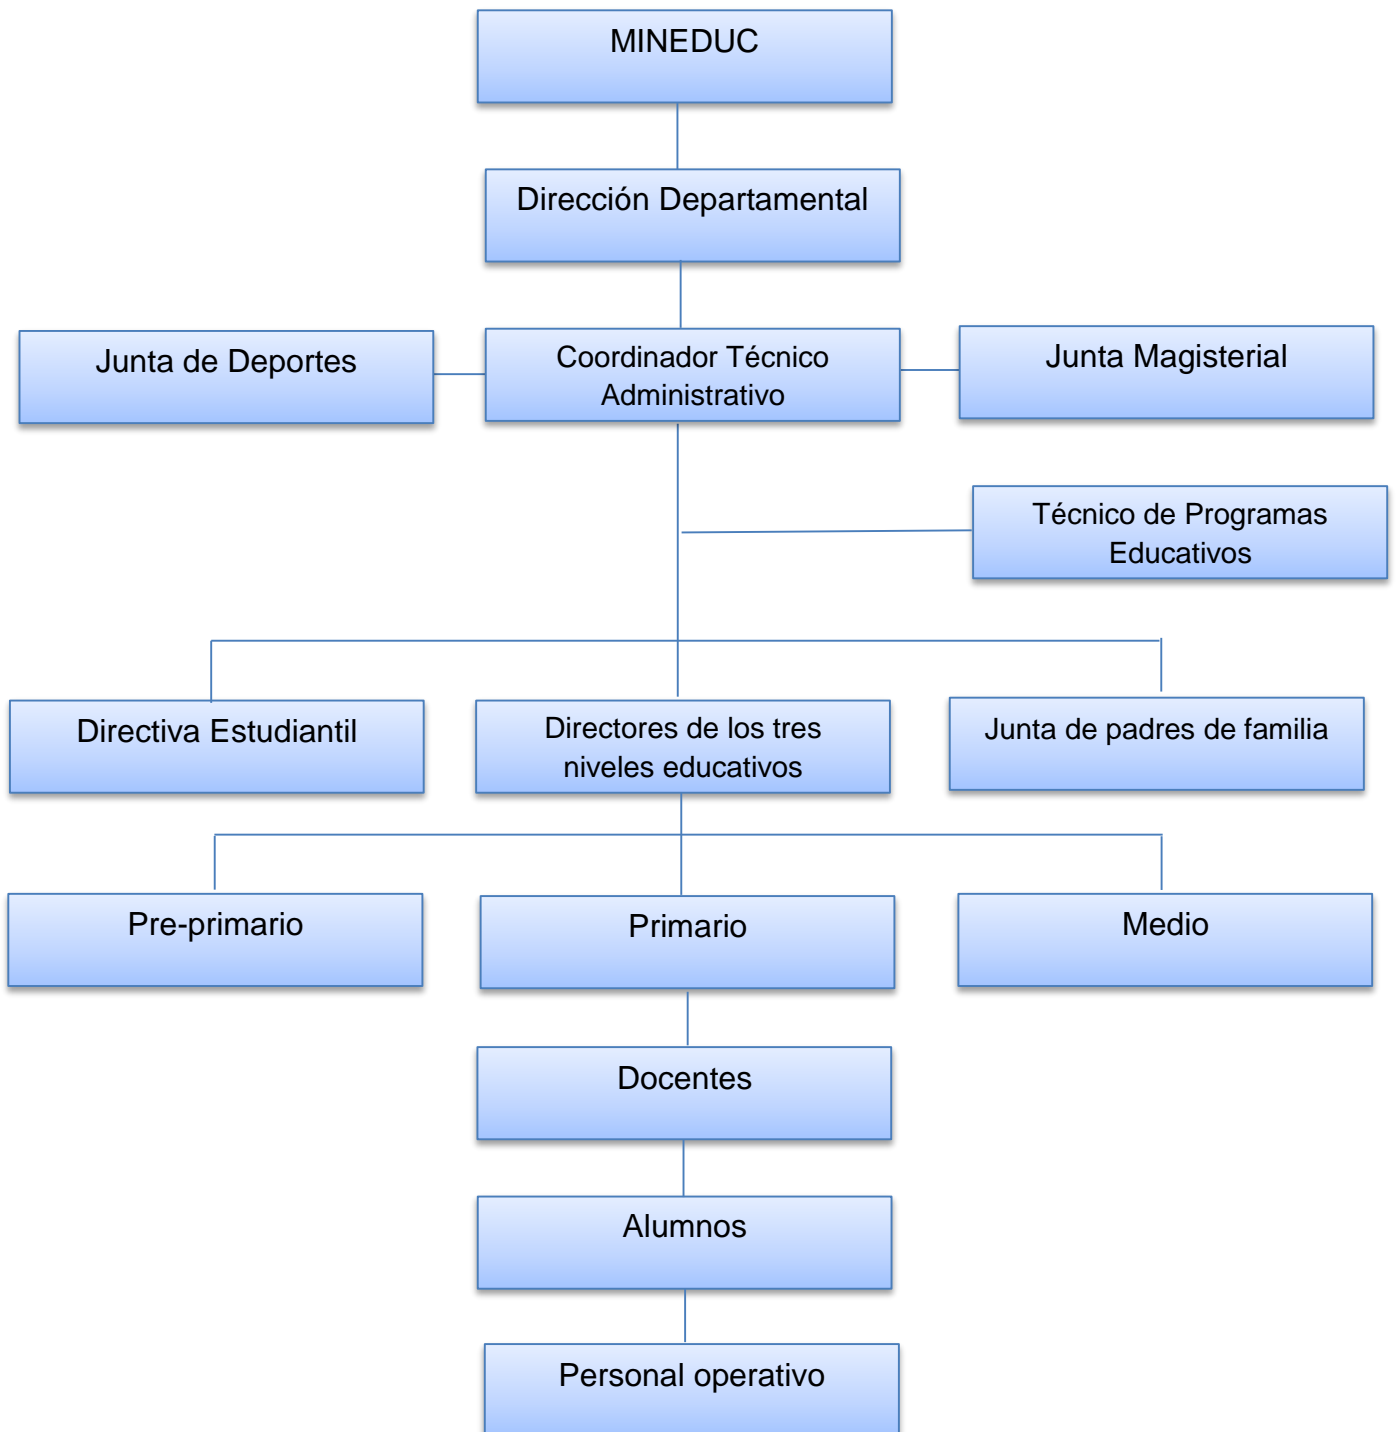 MINEDUC
Dirección Departamental
Junta de Deportes
Coordinador Técnico
Administrativo
Junta Magisterial
Técnico de Programas
Educativos
Directiva Estudiantil
Directores de los tres
niveles educativos
Junta de padres de familia
Pre-primario
Primario
Medio
Docentes
Alumnos
Personal operativo